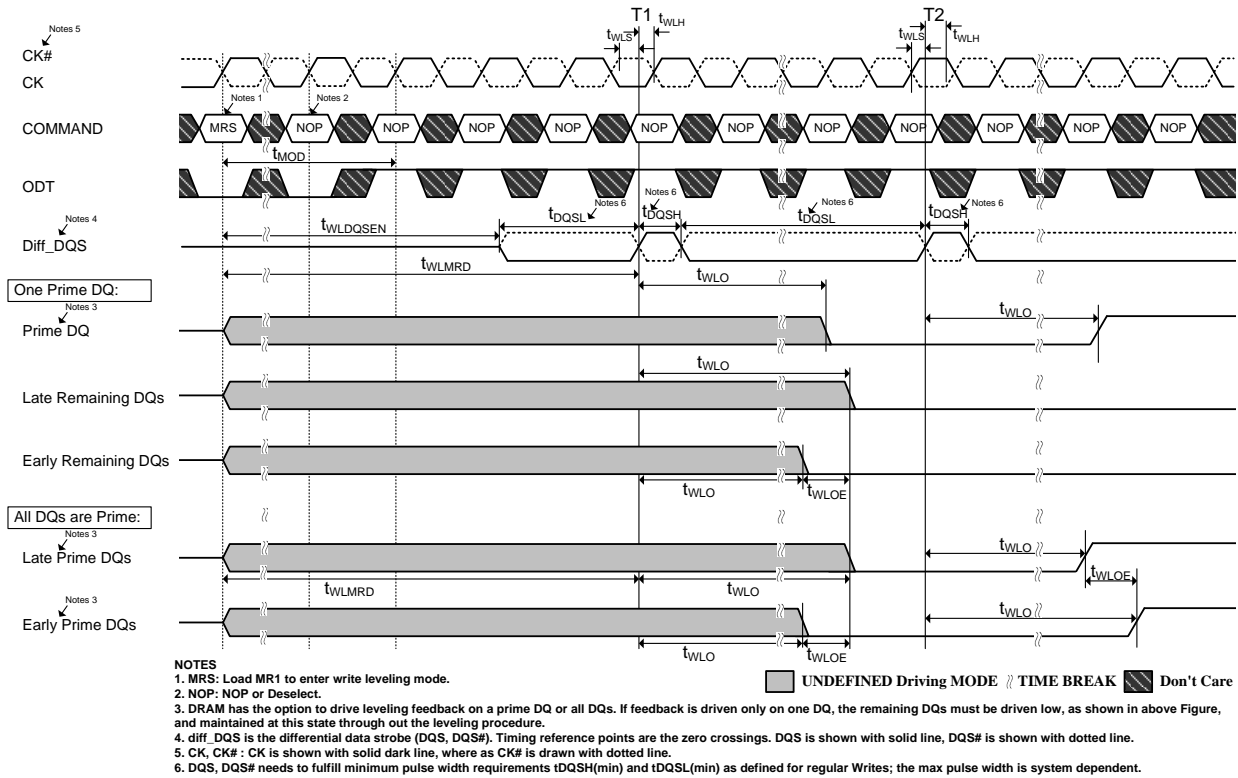 T1 T2
Notes 5
tWLS tWLH tWLS tWLH
CK#
CK
Notes 1 Notes 2
COMMAND MRS NOP NOP NOP NOP NOP NOP NOP NOP NOP NOP NOP
tMOD
ODT
Notes 6 Notes 6 Notes 6 Notes 6
Notes 4
tWLDQSEN tDQSL tDQSH tDQSL tDQSH
Diff_DQS
tWLMRD tWLO
One Prime DQ:
Notes 3
tWLO
Prime DQ
tWLO
Late Remaining DQs
Early Remaining DQs
tWLO tWLOE
All DQs are Prime:
Notes 3
tWLO
Late Prime DQs
tWLMRD tWLO tWLOE
Notes 3
tWLO
Early Prime DQs
tWLO tWLOE
NOTES
1. MRS: Load MR1 to enter write leveling mode.
2. NOP: NOP or Deselect.
UNDEFINED Driving MODE TIME BREAK Don't Care
3. DRAM has the option to drive leveling feedback on a prime DQ or all DQs. If feedback is driven only on one DQ, the remaining DQs must be driven low, as shown in above Figure,
and maintained at this state through out the leveling procedure.
4. diff_DQS is the differential data strobe (DQS, DQS#). Timing reference points are the zero crossings. DQS is shown with solid line, DQS# is shown with dotted line.
5. CK, CK# : CK is shown with solid dark line, where as CK# is drawn with dotted line.
6. DQS, DQS# needs to fulfill minimum pulse width requirements tDQSH(min) and tDQSL(min) as defined for regular Writes; the max pulse width is system dependent.